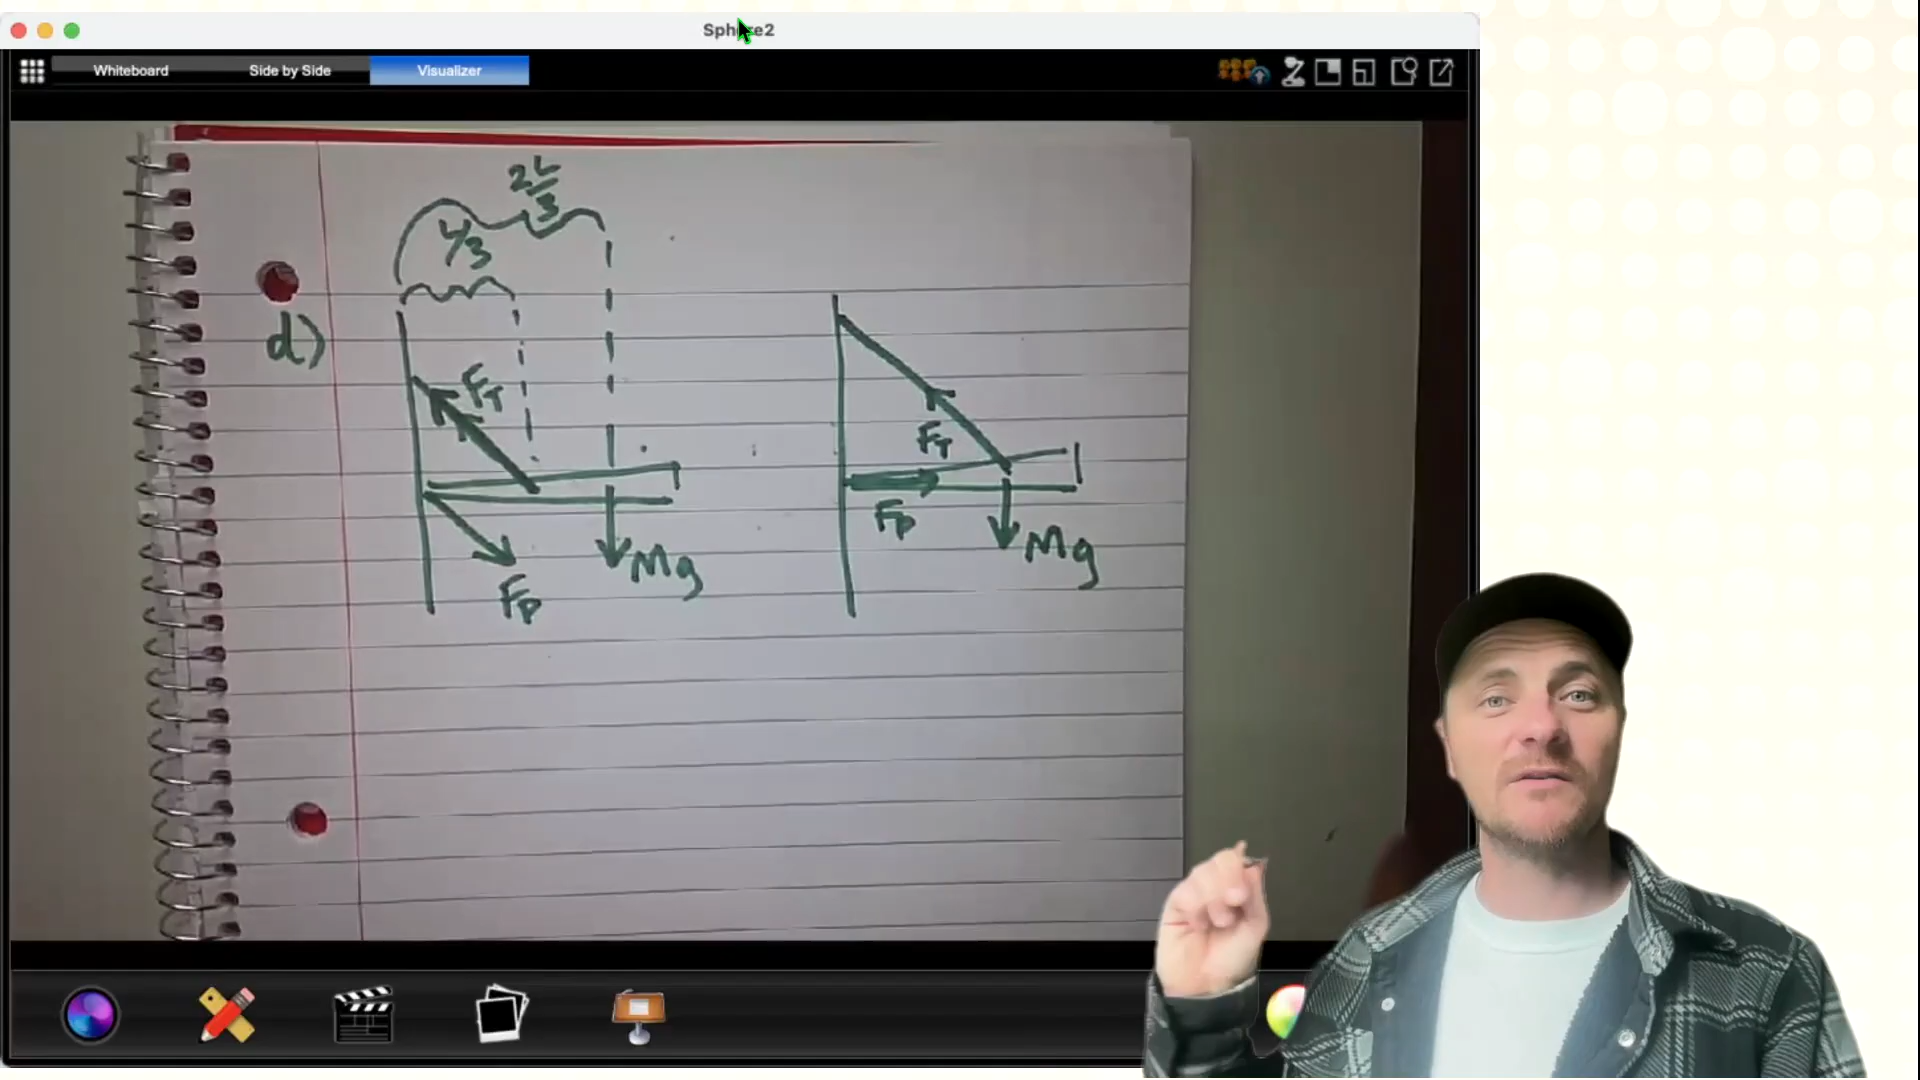 Sphere2
Whiteboard
Side by Side
Visualizer
2L/3
L/3
d)
FT
FT
FP
Mg
FP
Mg